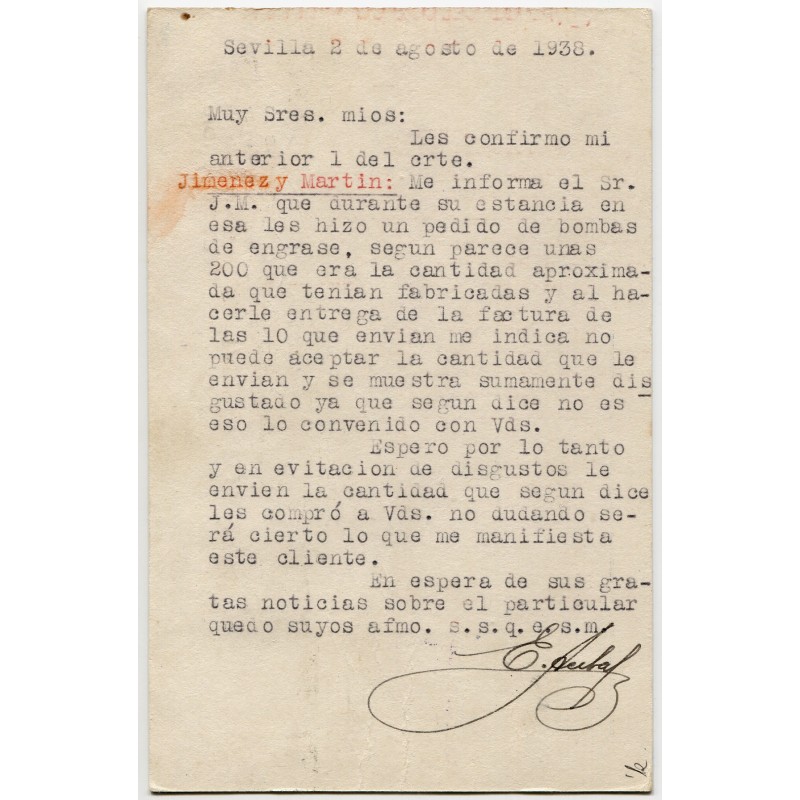 Sevilla 2 de agosto de 1938.
Muy Sres. mios:
Les confirmo mi
anterior 1 del crte.
Jimenez y Martin: Me informa el Sr.
J.M. que durante su estancia en
esa les hizo un pedido de bombas
de engrase, segun parece unas
200 que era la cantidad aproxima-
da que tenian fabricadas y al ha-
cerle entrega de la factura de
las 10 que envian me indica no
puede áceptar la cantidad que le
envian y se muestra sumamente dis
gustado ya que segun dice no es
eso lo convenido con Vds.
Espero por lo tanto
y en evitacion de disgustos le
envien la cantidad que segun dice
les compró a Vds. no dudando se-
rá cierto lo que me manifiesta
este cliente.
En espera de sus gra-
tas noticias sobre el particular
quedo suyos afmo. s.s.q.e.s.m.
E.